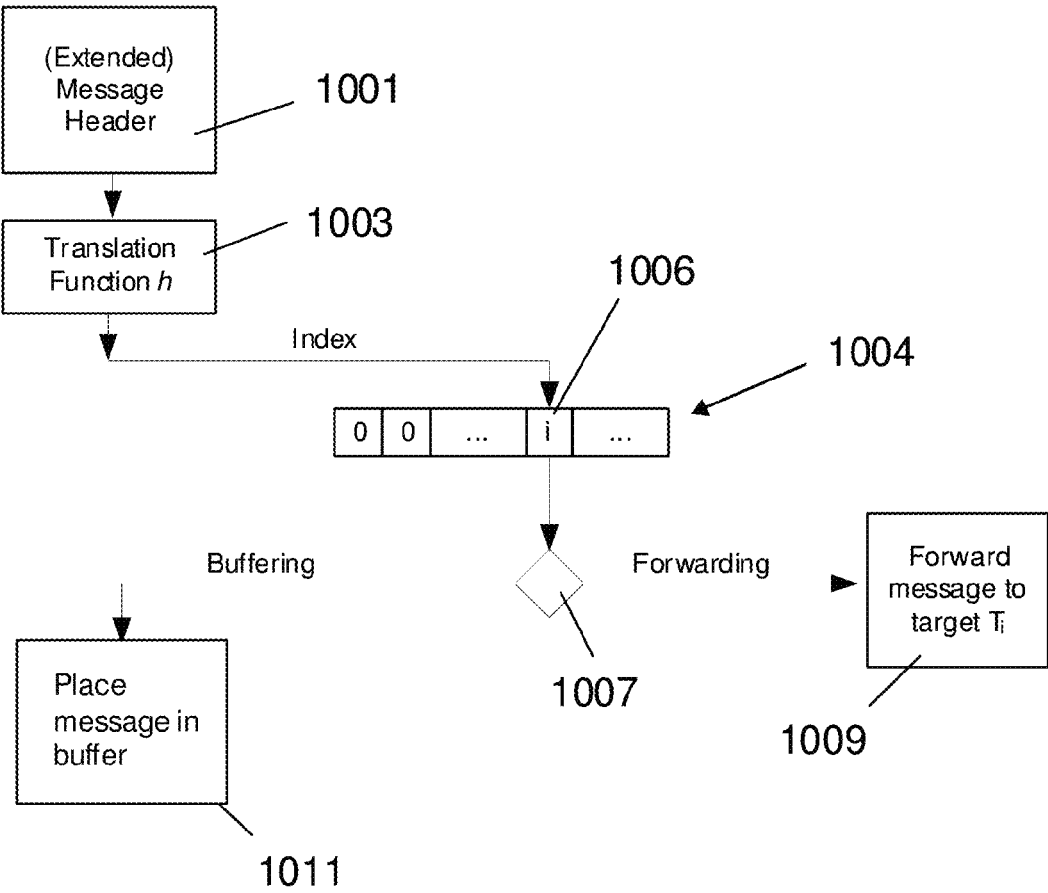 (Extended)
Message
Header
1001
1003
Translation
Function h
1006
Index
1004
0 0 ... i ...
Buffering
Forwarding
Forward
message to
target Ti
1007
1009
Place
message in
buffer
1011